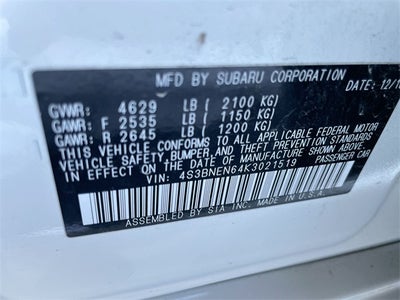 MFD BY SUBARU CORPORATION DATE: 12/1
GVWR: 4629 LB ( 2100 KG)
GAWR: F 2535 LB ( 1150 KG)
GAWR: R 2645 LB ( 1200 KG)
THIS VEHICLE CONFORMS TO ALL APPLICABLE FEDERAL MOTOR
VEHICLE SAFETY, BUMPER, AND THEFT PREVENTION STANDARDS
IN EFFECT ON THE DATE OF MANUFACTURE SHOWN ABOVE.
VIN: 4S3BNEN64K3021519 PASSENGER CAR
ASSEMBLED BY SIA INC. MADE IN U.S.A.